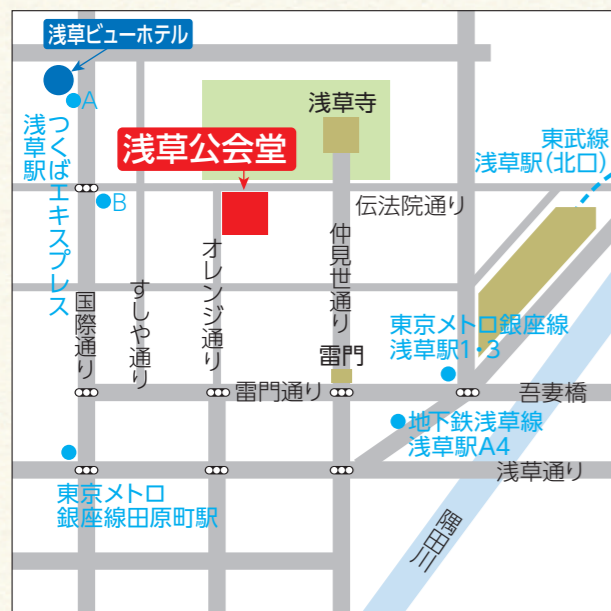 浅草ビューホテル
A
つくばエキスプレス
浅草駅
B
浅草公会堂
浅草寺
東武線
浅草駅(北口)
伝法院通り
オレンジ通り
仲見世通り
すしや通り
国際通り
東京メトロ銀座線
浅草駅1・3
雷門
雷門通り
吾妻橋
地下鉄浅草線
浅草駅A4
浅草通り
東京メトロ
銀座線田原町駅
隅田川